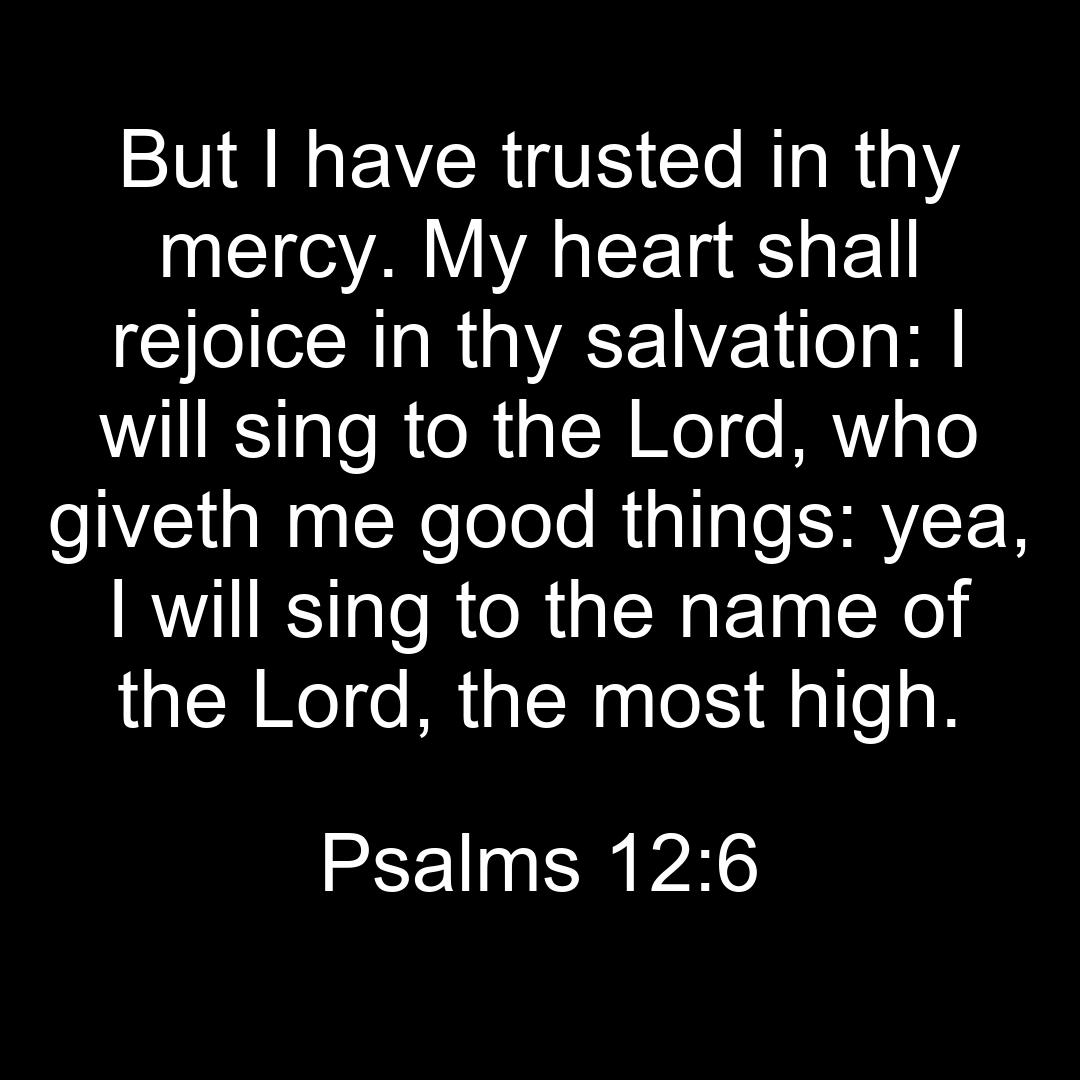 But I have trusted in thy
mercy. My heart shall
rejoice in thy salvation: I
will sing to the Lord, who
giveth me good things: yea,
I will sing to the name of
the Lord, the most high.
Psalms 12:6